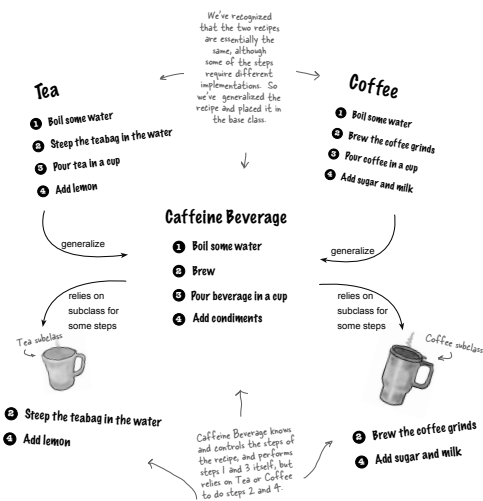 We've recognized
that the two recipes
are essentially the
same, although
some of the steps
require different
implementations. So
we've generalized the
recipe and placed it in
the base class.
Tea
1 Boil some water
2 Steep the teabag in the water
3 Pour tea in a cup
4 Add lemon
Coffee
1 Boil some water
2 Brew the coffee grinds
3 Pour coffee in a cup
4 Add sugar and milk
Caffeine Beverage
1 Boil some water
2 Brew
3 Pour beverage in a cup
4 Add condiments
generalize
generalize
relies on
subclass for
some steps
relies on
subclass for
some steps
Tea subclass
Coffee subclass
2 Steep the teabag in the water
4 Add lemon
Caffeine Beverage knows
and controls the steps of
the recipe, and performs
steps 1 and 3 itself, but
relies on Tea or Coffee
to do steps 2 and 4.
2 Brew the coffee grinds
4 Add sugar and milk